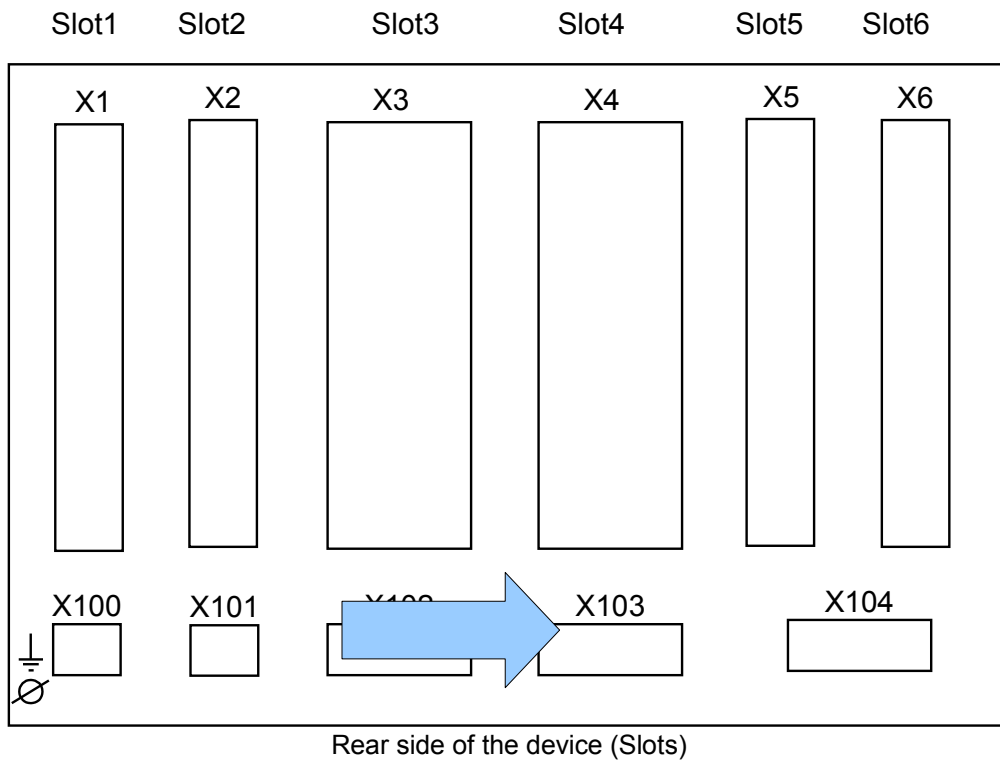 Slot1 Slot2 Slot3 Slot4 Slot5 Slot6
X1 X2 X3 X4 X5 X6
X100 X101 X102 X103 X104
Rear side of the device (Slots)